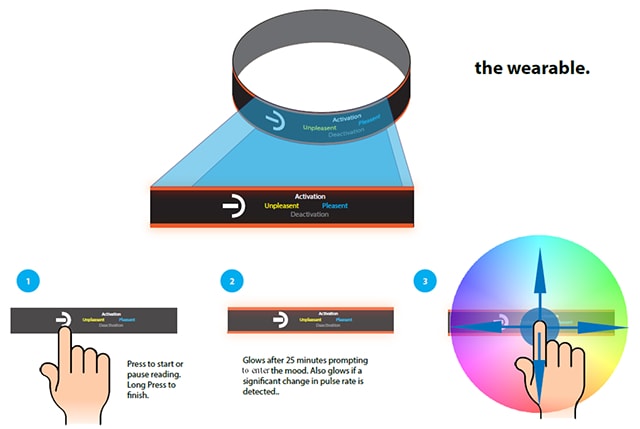 the wearable.
Activation
Unpleasent Pleasent
Deactivation
Activation
Unpleasent Pleasent
Deactivation
1
2
3
Activation
Unpleasent Pleasent
Deactivation
Activation
Unpleasent Pleasent
Deactivation
Press to start or
pause reading.
Long Press to
finish.
Glows after 25 minutes prompting
to enter the mood. Also glows if a
significant change in pulse rate is
detected..